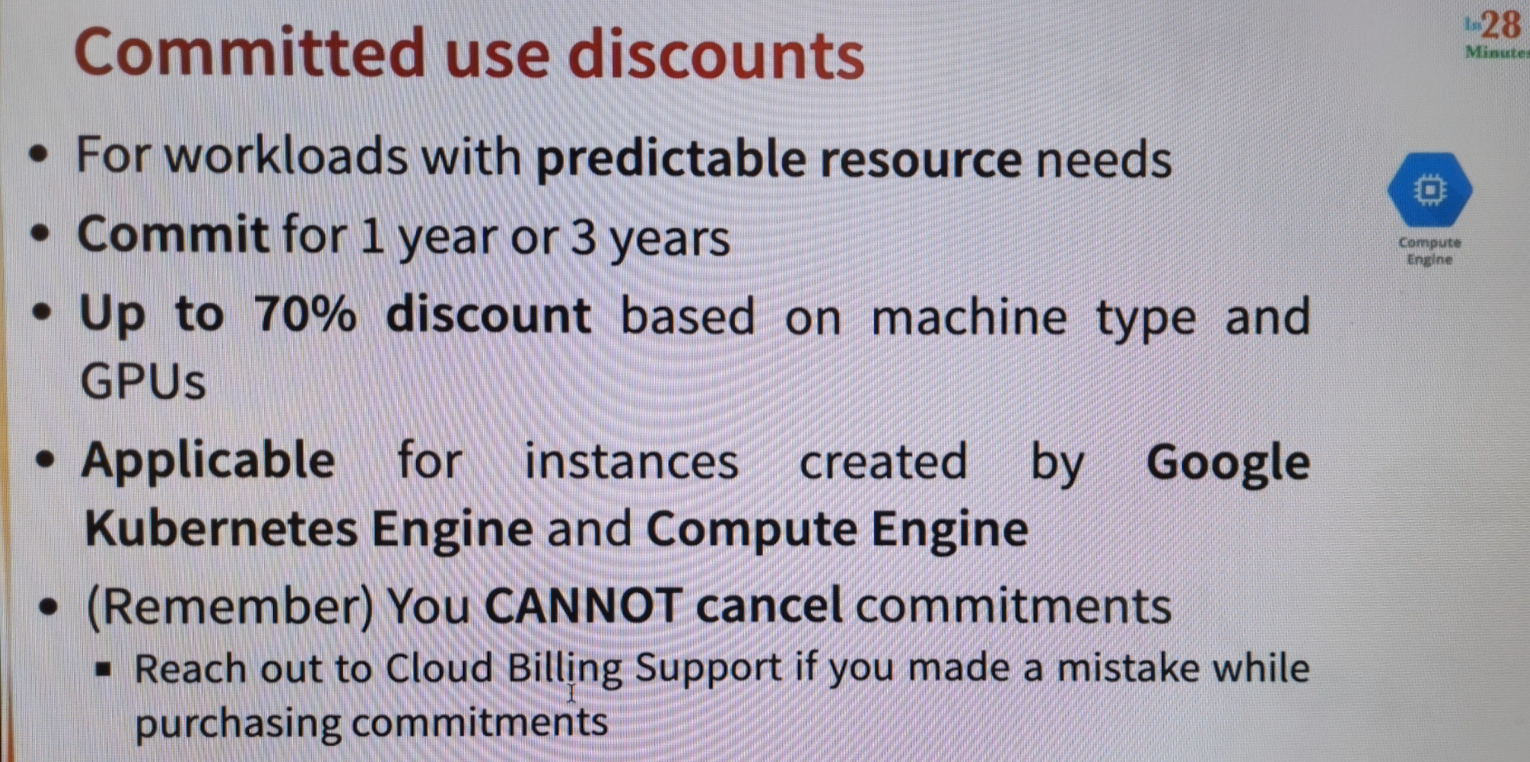 Committed use discounts
In28
Minutes
• For workloads with predictable resource needs
Compute
Engine
• Commit for 1 year or 3 years
• Up to 70% discount based on machine type and
GPUs
• Applicable for instances created by Google
Kubernetes Engine and Compute Engine
• (Remember) You CANNOT cancel commitments
▪ Reach out to Cloud Billing Support if you made a mistake while
purchasing commitments